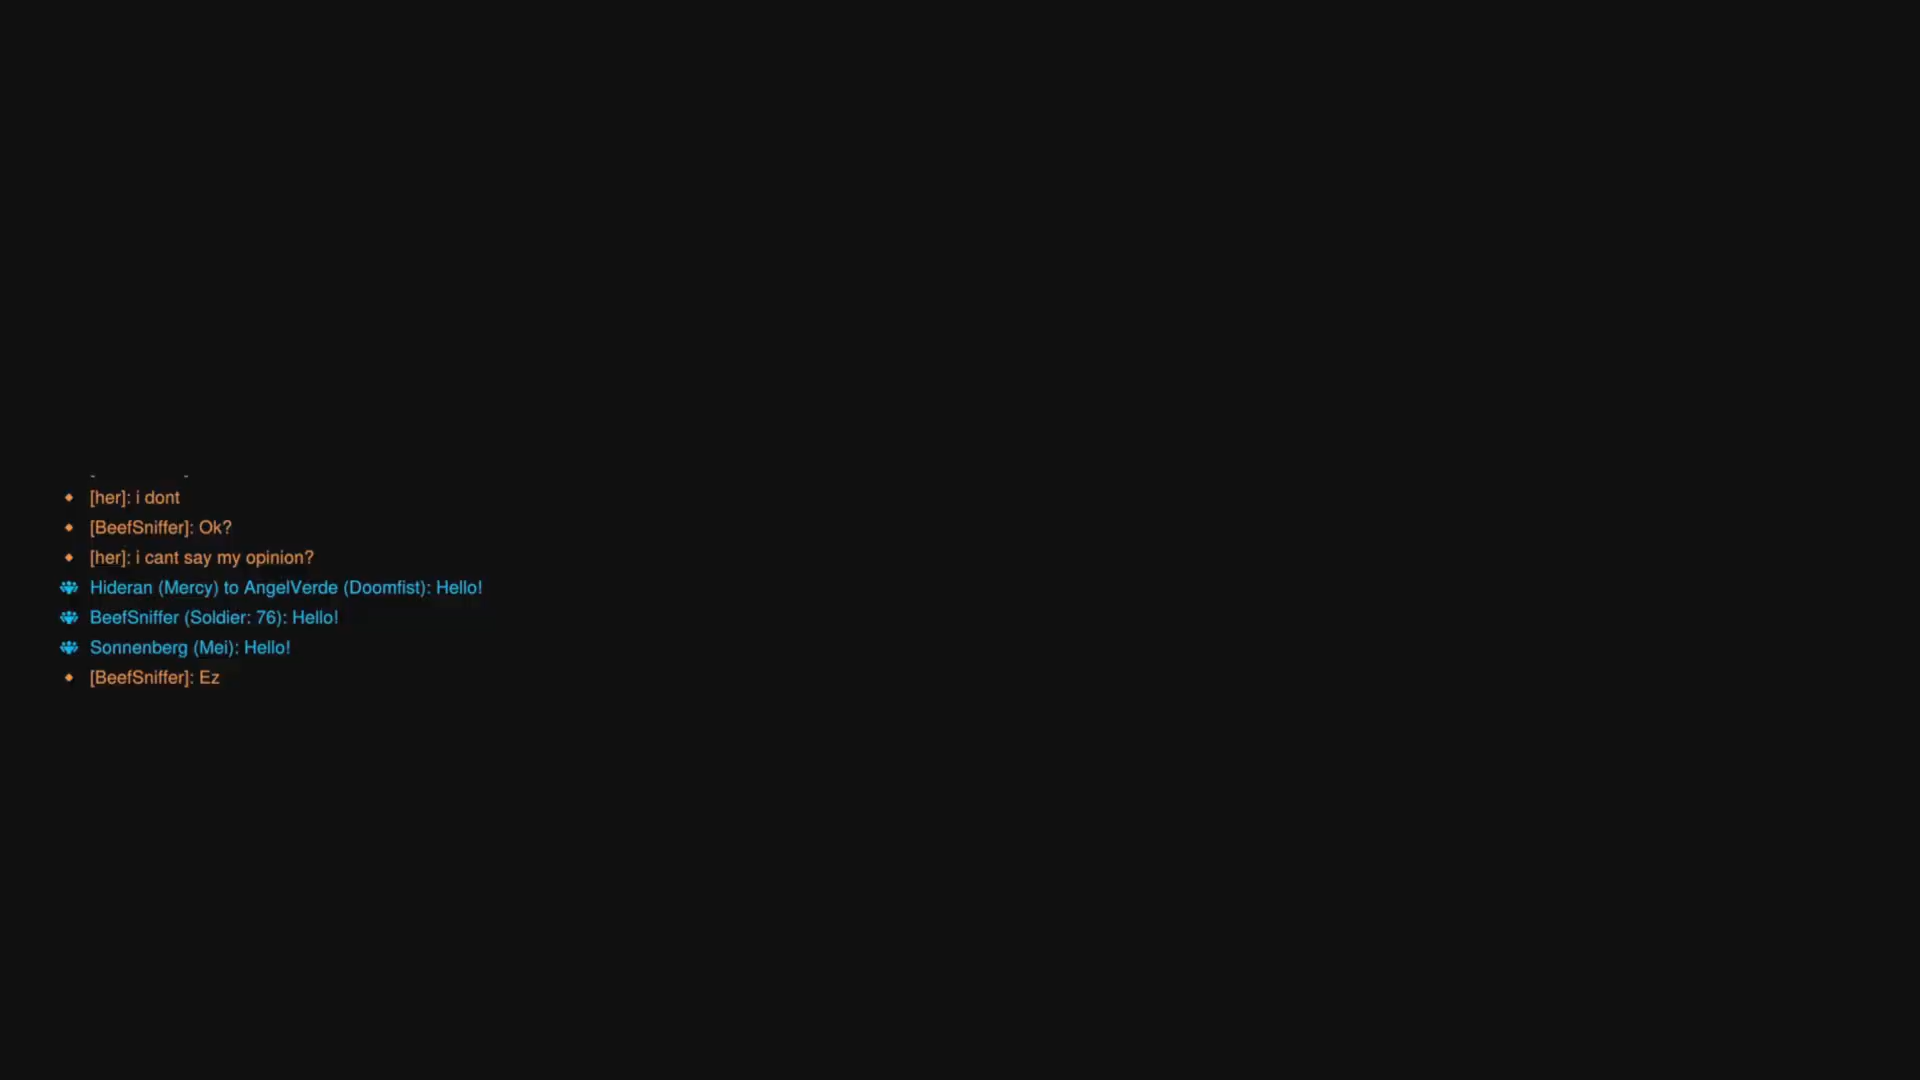 [her]: i dont
[BeefSniffer]: Ok?
[her]: i cant say my opinion?
Hideran (Mercy) to AngelVerde (Doomfist): Hello!
BeefSniffer (Soldier: 76): Hello!
Sonnenberg (Mei): Hello!
[BeefSniffer]: Ez